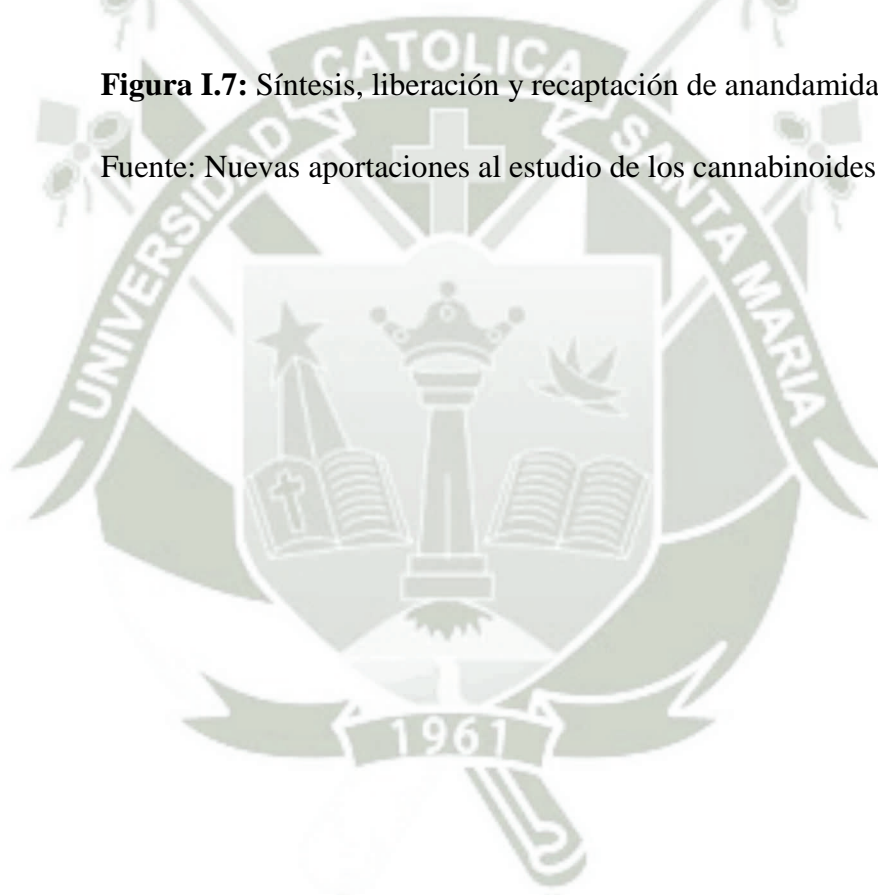 CATOLICA
Figura I.7: Síntesis, liberación y recaptación de anandamida
Fuente: Nuevas aportaciones al estudio de los cannabinoides
UNIVERSIDAD
SANTA MARIA
1961